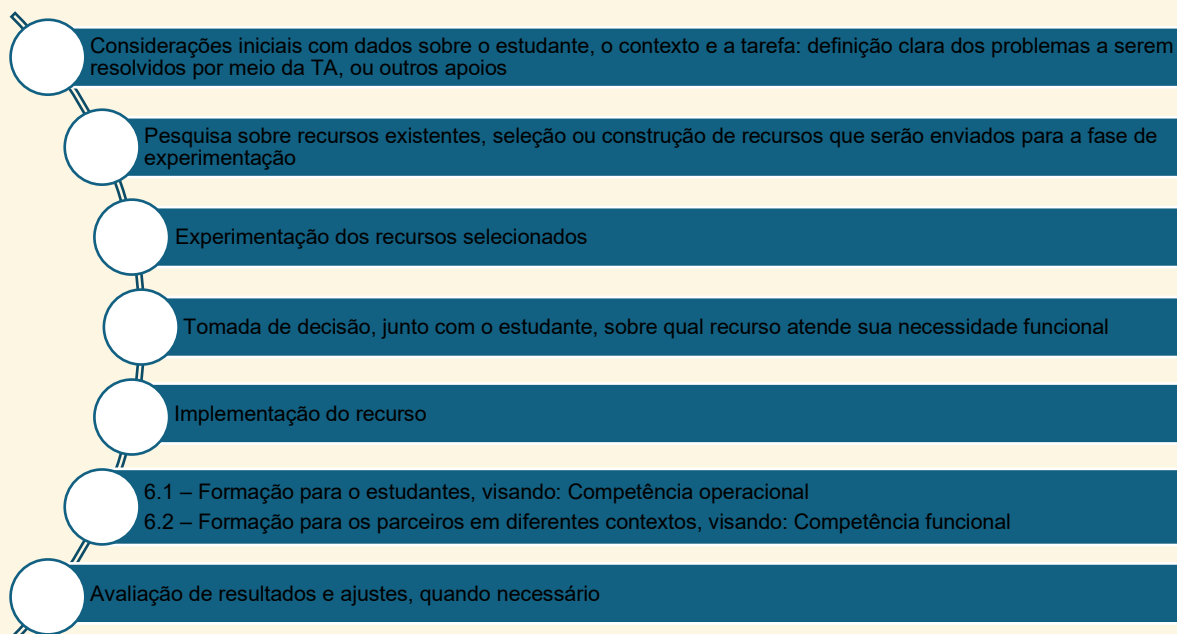 Considerações iniciais com dados sobre o estudante, o contexto e a tarefa: definição clara dos problemas a serem
resolvidos por meio da TA, ou outros apoios
Pesquisa sobre recursos existentes, seleção ou construção de recursos que serão enviados para a fase de
experimentação
Experimentação dos recursos selecionados
Tomada de decisão, junto com o estudante, sobre qual recurso atende sua necessidade funcional
Implementação do recurso
6.1 – Formação para o estudantes, visando: Competência operacional
6.2 – Formação para os parceiros em diferentes contextos, visando: Competência funcional
Avaliação de resultados e ajustes, quando necessário